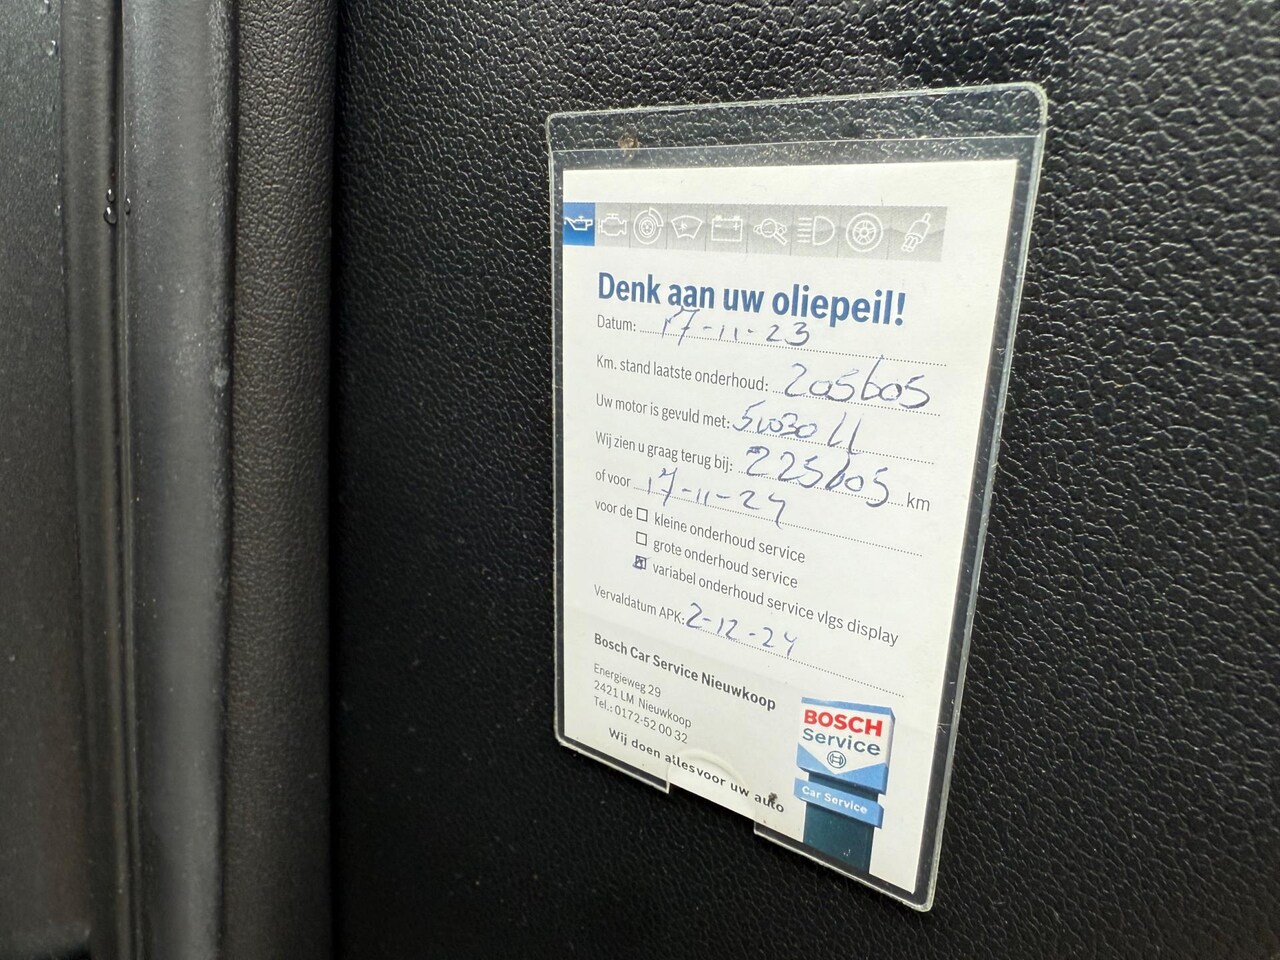 Denk aan uw oliepeil!
Datum: 17-11-23
Km. stand laatste onderhoud: 205605
Uw motor is gevuld met: 5w30 LL
Wij zien u graag terug bij: 225605 km
of voor 17-11-24
voor de kleine onderhoud service
grote onderhoud service
variabel onderhoud service vlgs display
Vervaldatum APK: 2-12-24
Bosch Car Service Nieuwkoop
Energieweg 29
2421 LM Nieuwkoop
Tel.: 0172-52 00 32
Wij doen alles voor uw auto
BOSCH
Service
Car Service